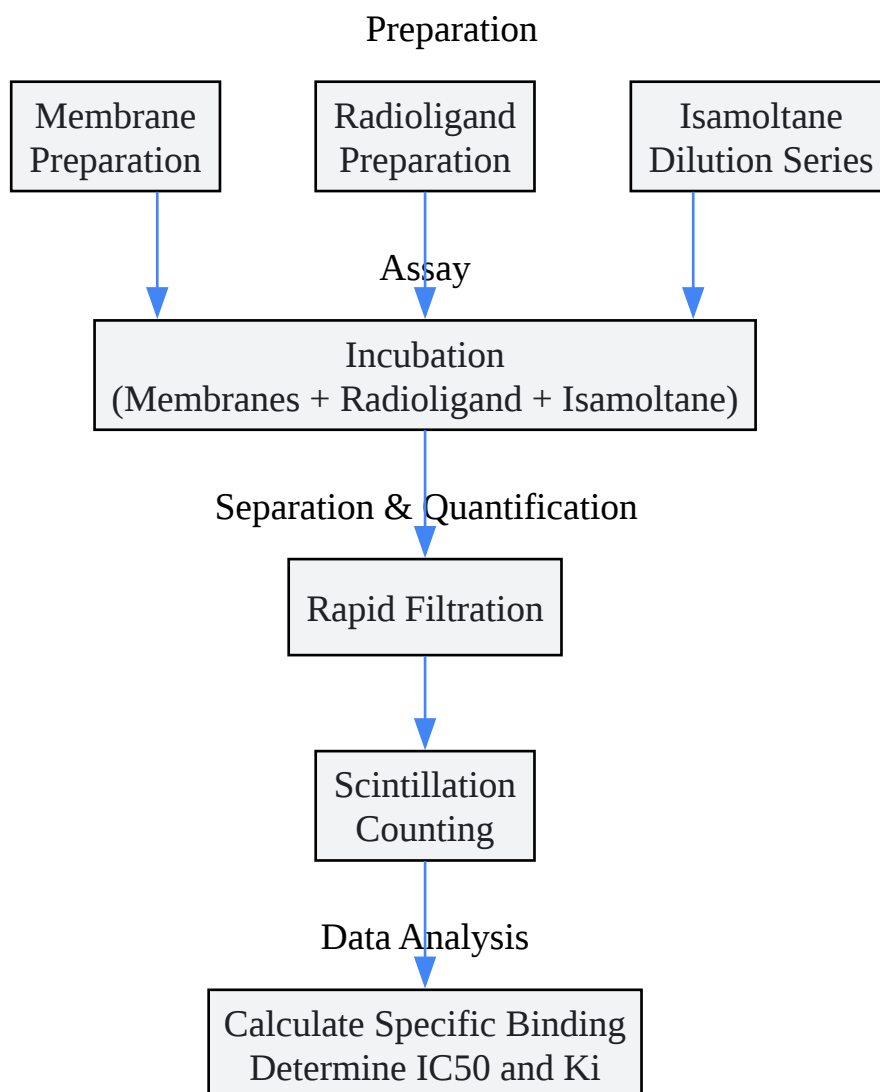 Preparation
Membrane
Preparation
Radioligand
Preparation
Isamoltane
Dilution Series
Assay
Incubation
(Membranes + Radioligand + Isamoltane)
Separation & Quantification
Rapid Filtration
Scintillation
Counting
Data Analysis
Calculate Specific Binding
Determine IC50 and Ki